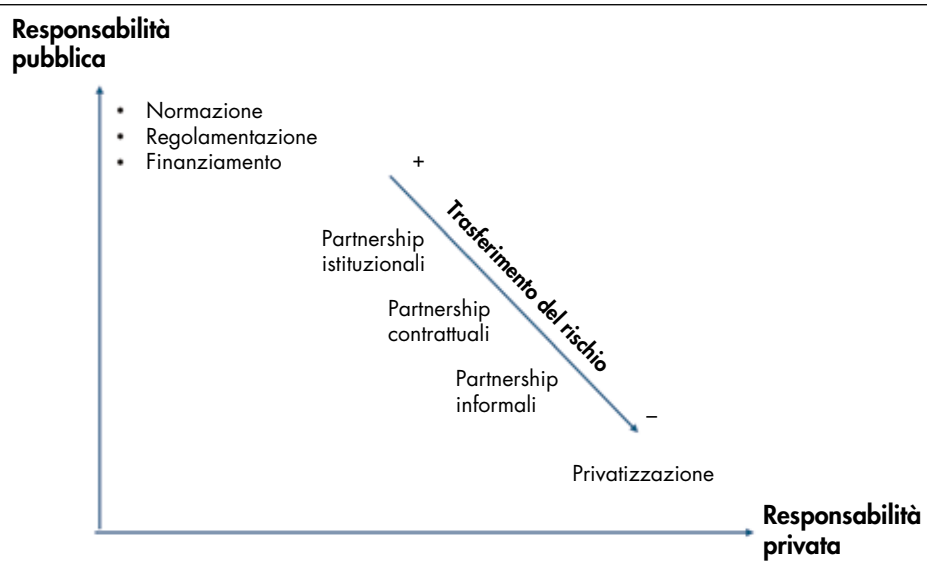 Responsabilità
pubblica
• Normazione
• Regolamentazione
• Finanziamento
+
Trasferimento del rischio
Partnership
istituzionali
Partnership
contrattuali
Partnership
informali
–
Privatizzazione
Responsabilità
privata